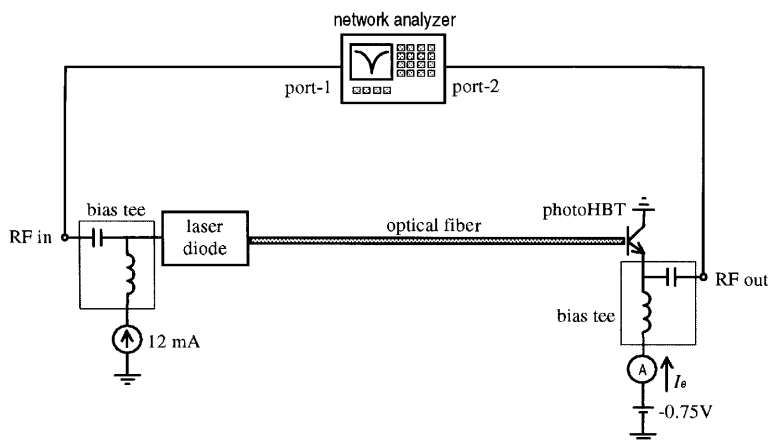 network analyzer
port-1
port-2
bias tee
laser
diode
optical fiber
photoHBT
RF in
RF out
bias tee
12 mA
A
Ie
-0.75V